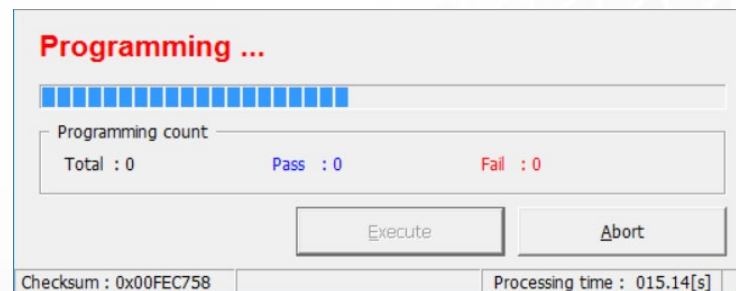 Programming ...
Programming count
Total : 0 Pass : 0 Fail : 0
Execute Abort
Checksum : 0x00FEC758 Processing time : 015.14[s]